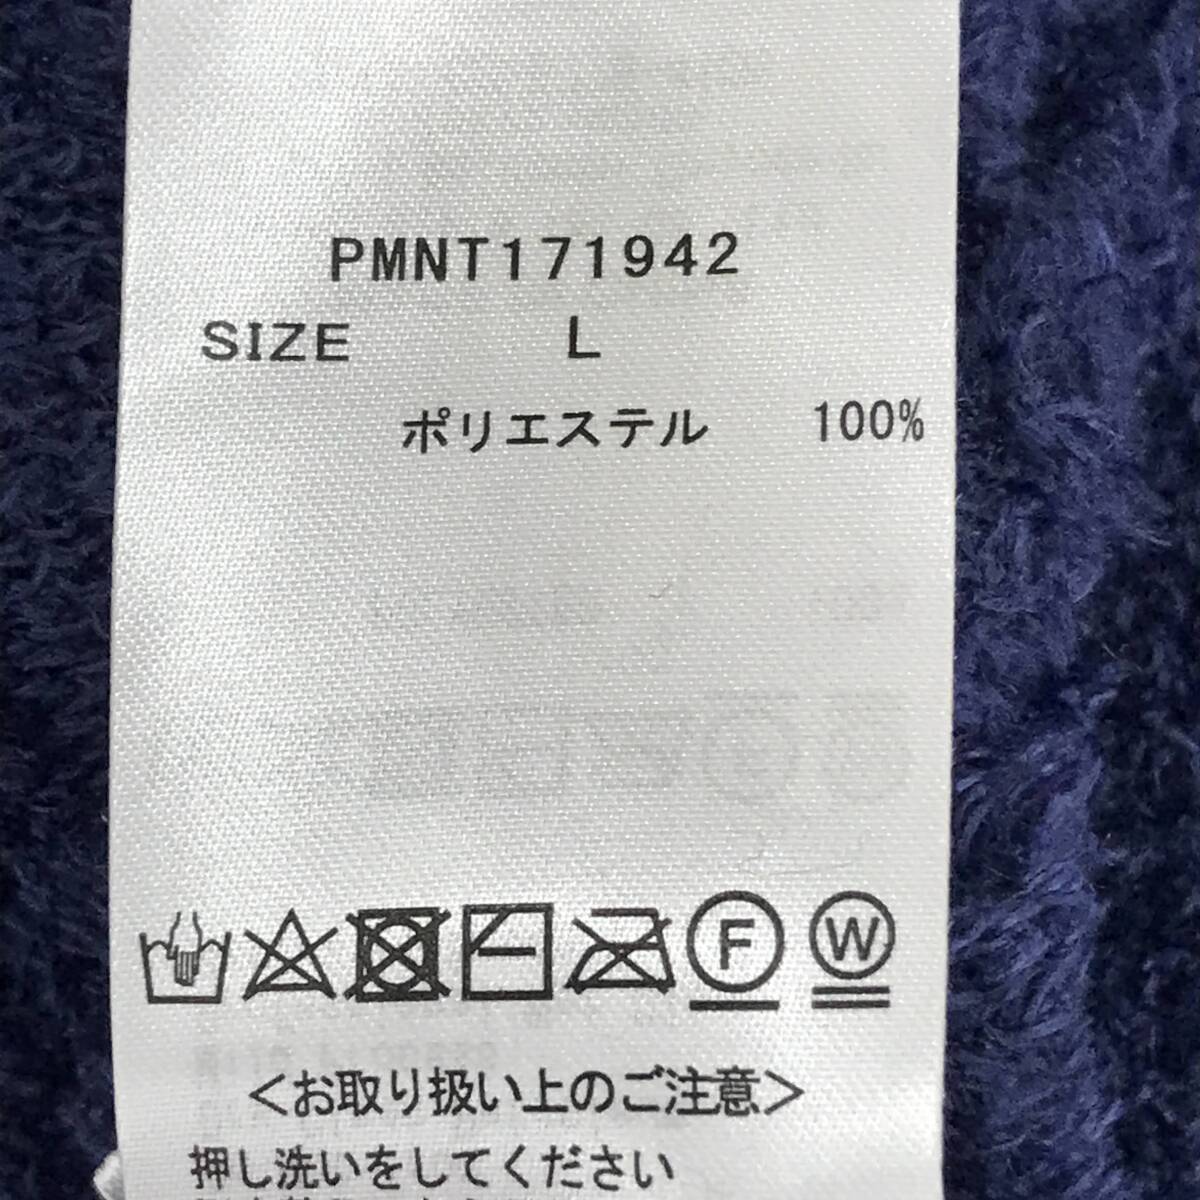 PMNT171942
SIZE L
ポリエステル 100%
F W
<お取り扱い上のご注意>
押し洗いをしてください